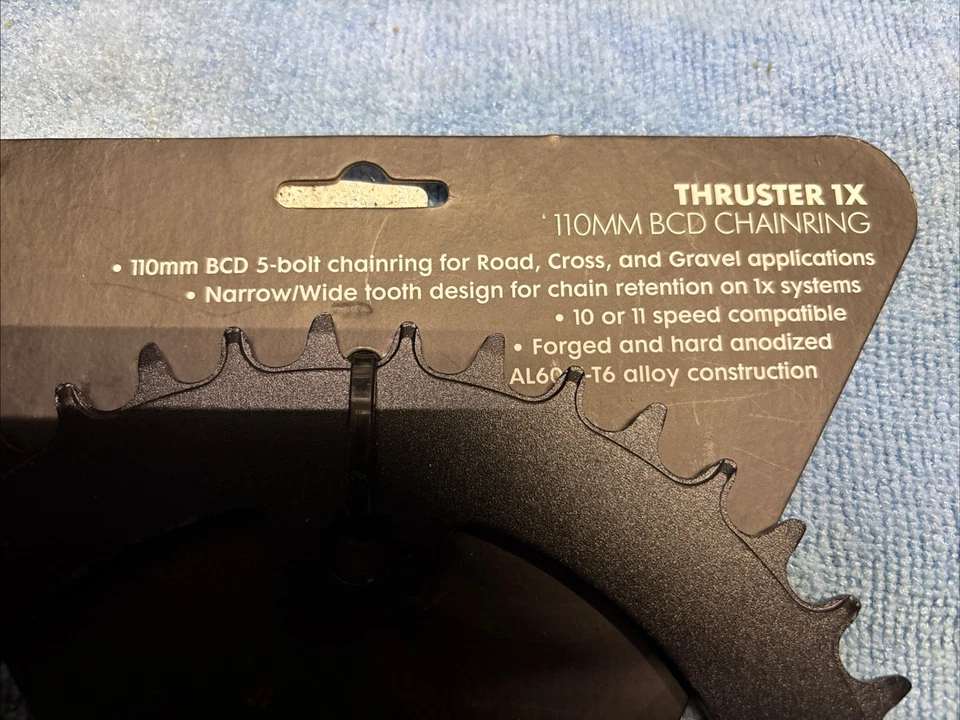 THRUSTER 1X
110MM BCD CHAINRING
• 110mm BCD 5-bolt chainring for Road, Cross, and Gravel applications
• Narrow/Wide tooth design for chain retention on 1x systems
• 10 or 11 speed compatible
• Forged and hard anodized
-T6 alloy construction